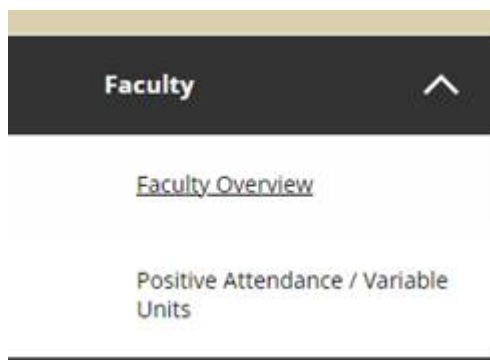 Faculty
Faculty Overview
Positive Attendance / Variable
Units